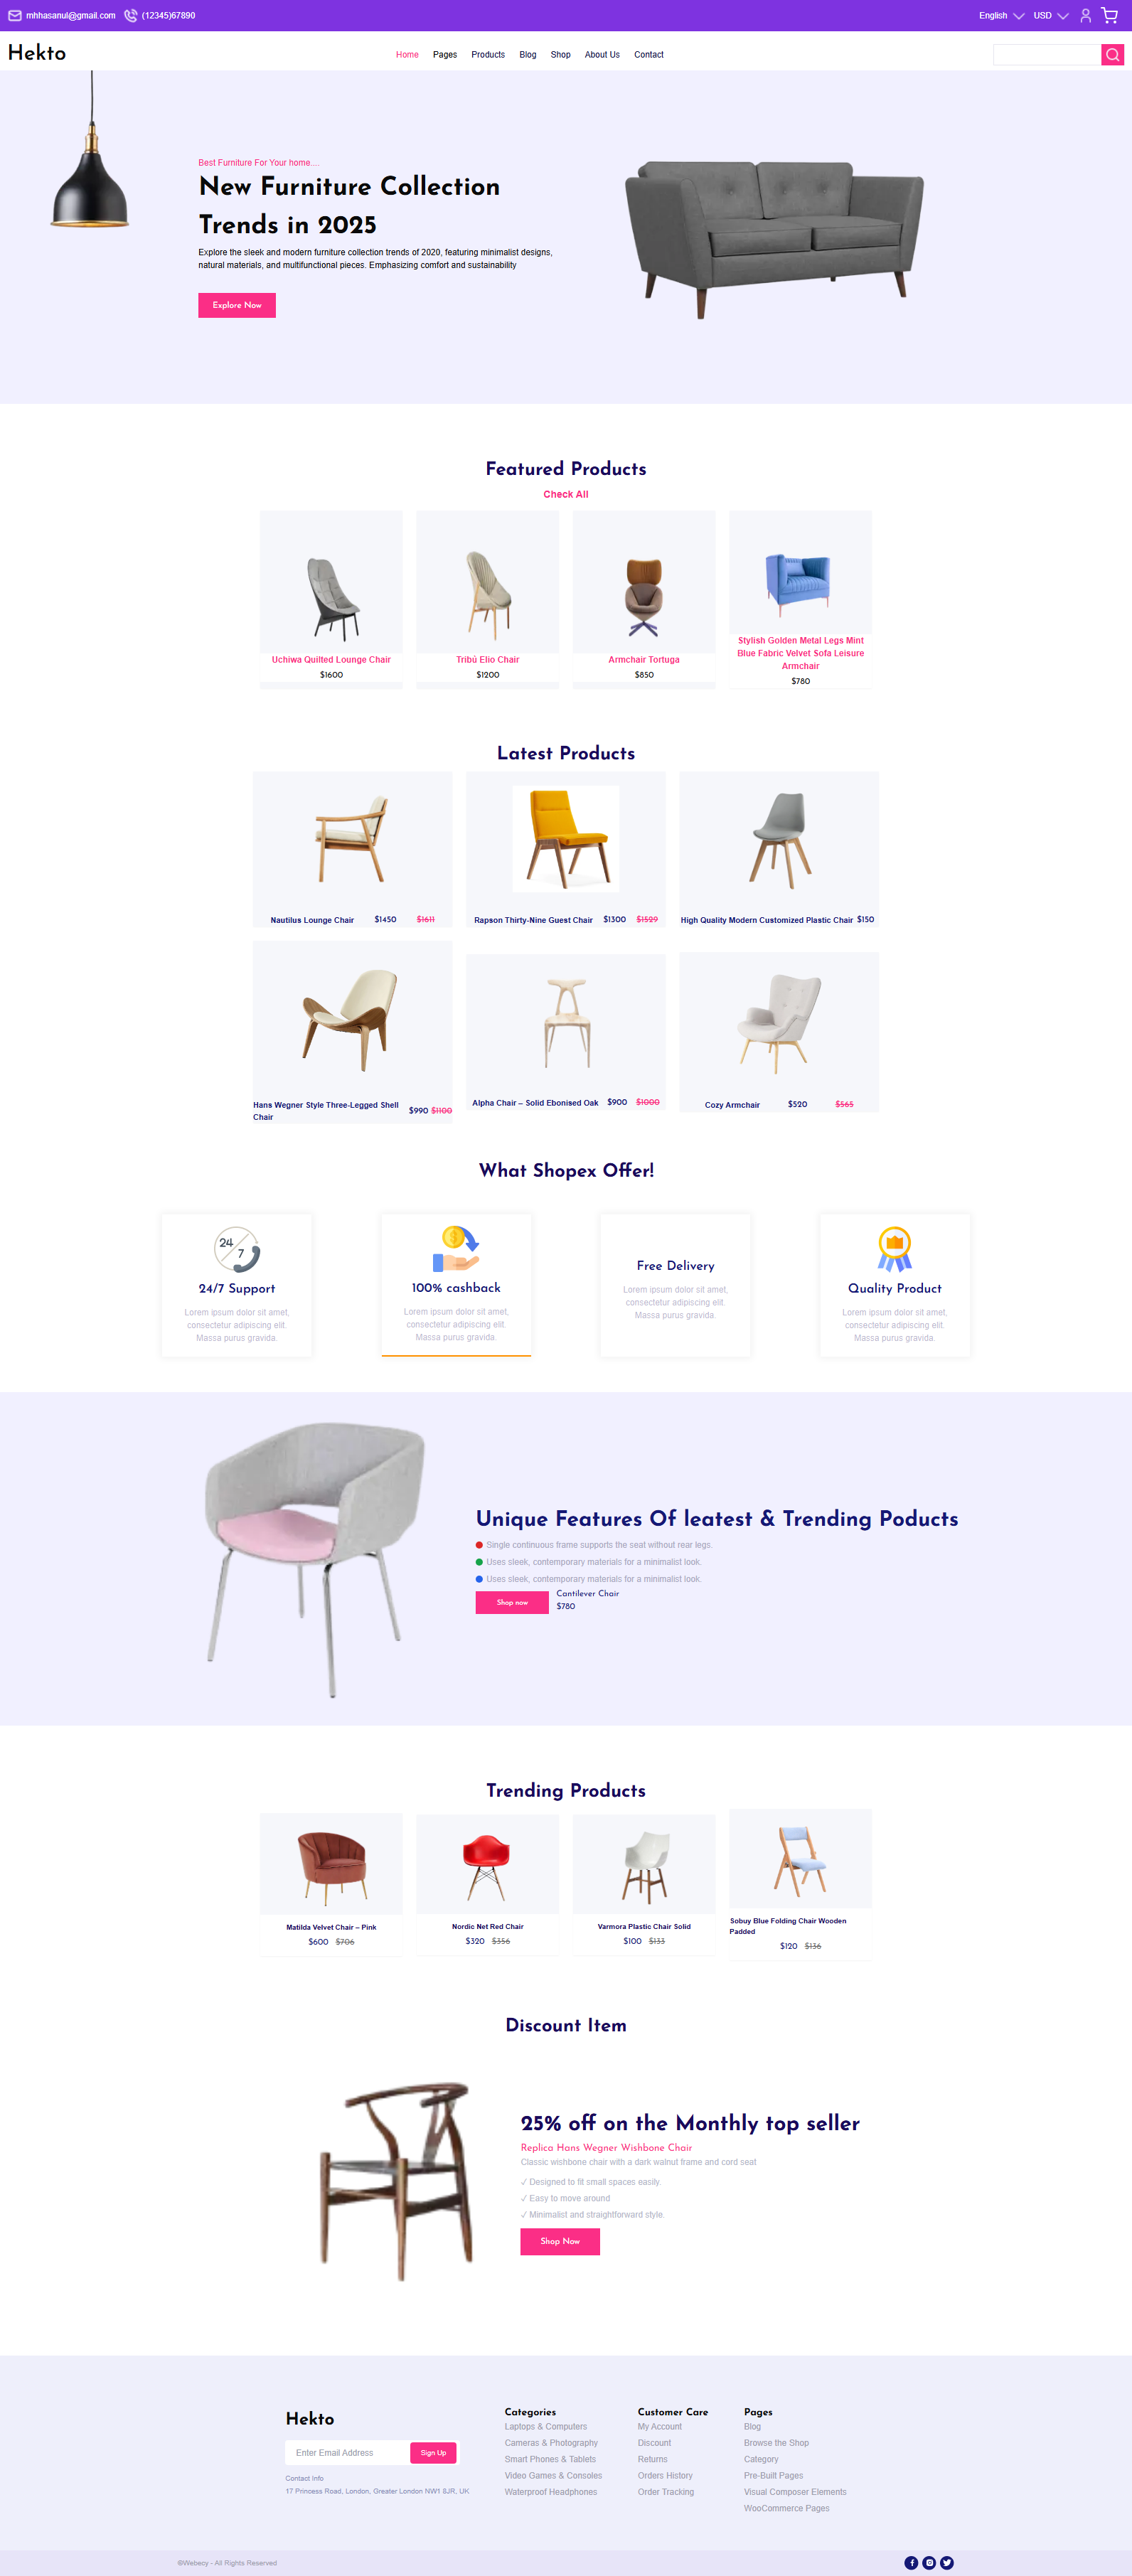 mhhasanul@gmail.com (12345)67890 English USD
Hekto Home Pages Products Blog Shop About Us Contact
Best Furniture For Your home....
New Furniture Collection
Trends in 2025
Explore the sleek and modern furniture collection trends of 2020, featuring minimalist designs,
natural materials, and multifunctional pieces. Emphasizing comfort and sustainability
Explore Now
Featured Products
Check All
Uchiwa Quilted Lounge Chair
$1600
Tribù Elio Chair
$1200
Armchair Tortuga
$850
Stylish Golden Metal Legs Mint
Blue Fabric Velvet Sofa Leisure
Armchair
$780
Latest Products
Nautilus Lounge Chair $1450 $1611
Rapson Thirty-Nine Guest Chair $1300 $1529
High Quality Modern Customized Plastic Chair $150
Hans Wegner Style Three-Legged Shell
Chair
$990 $1100
Alpha Chair – Solid Ebonised Oak $900 $1000
Cozy Armchair $520 $565
What Shopex Offer!
24
7
24/7 Support
Lorem ipsum dolor sit amet,
consectetur adipiscing elit.
Massa purus gravida.
$
100% cashback
Lorem ipsum dolor sit amet,
consectetur adipiscing elit.
Massa purus gravida.
Free Delivery
Lorem ipsum dolor sit amet,
consectetur adipiscing elit.
Massa purus gravida.
Quality Product
Lorem ipsum dolor sit amet,
consectetur adipiscing elit.
Massa purus gravida.
Unique Features Of leatest & Trending Poducts
Single continuous frame supports the seat without rear legs.
Uses sleek, contemporary materials for a minimalist look.
Uses sleek, contemporary materials for a minimalist look.
Shop now
Cantilever Chair
$780
Trending Products
Matilda Velvet Chair – Pink
$600 $706
Nordic Net Red Chair
$320 $356
Varmora Plastic Chair Solid
$100 $133
Sobuy Blue Folding Chair Wooden
Padded
$120 $136
Discount Item
25% off on the Monthly top seller
Replica Hans Wegner Wishbone Chair
Classic wishbone chair with a dark walnut frame and cord seat
✓ Designed to fit small spaces easily.
✓ Easy to move around
✓ Minimalist and straightforward style.
Shop Now
Hekto
Enter Email Address Sign Up
Contact Info
17 Princess Road, London, Greater London NW1 8JR, UK
Categories
Laptops & Computers
Cameras & Photography
Smart Phones & Tablets
Video Games & Consoles
Waterproof Headphones
Customer Care
My Account
Discount
Returns
Orders History
Order Tracking
Pages
Blog
Browse the Shop
Category
Pre-Built Pages
Visual Composer Elements
WooCommerce Pages
©Webecy - All Rights Reserved